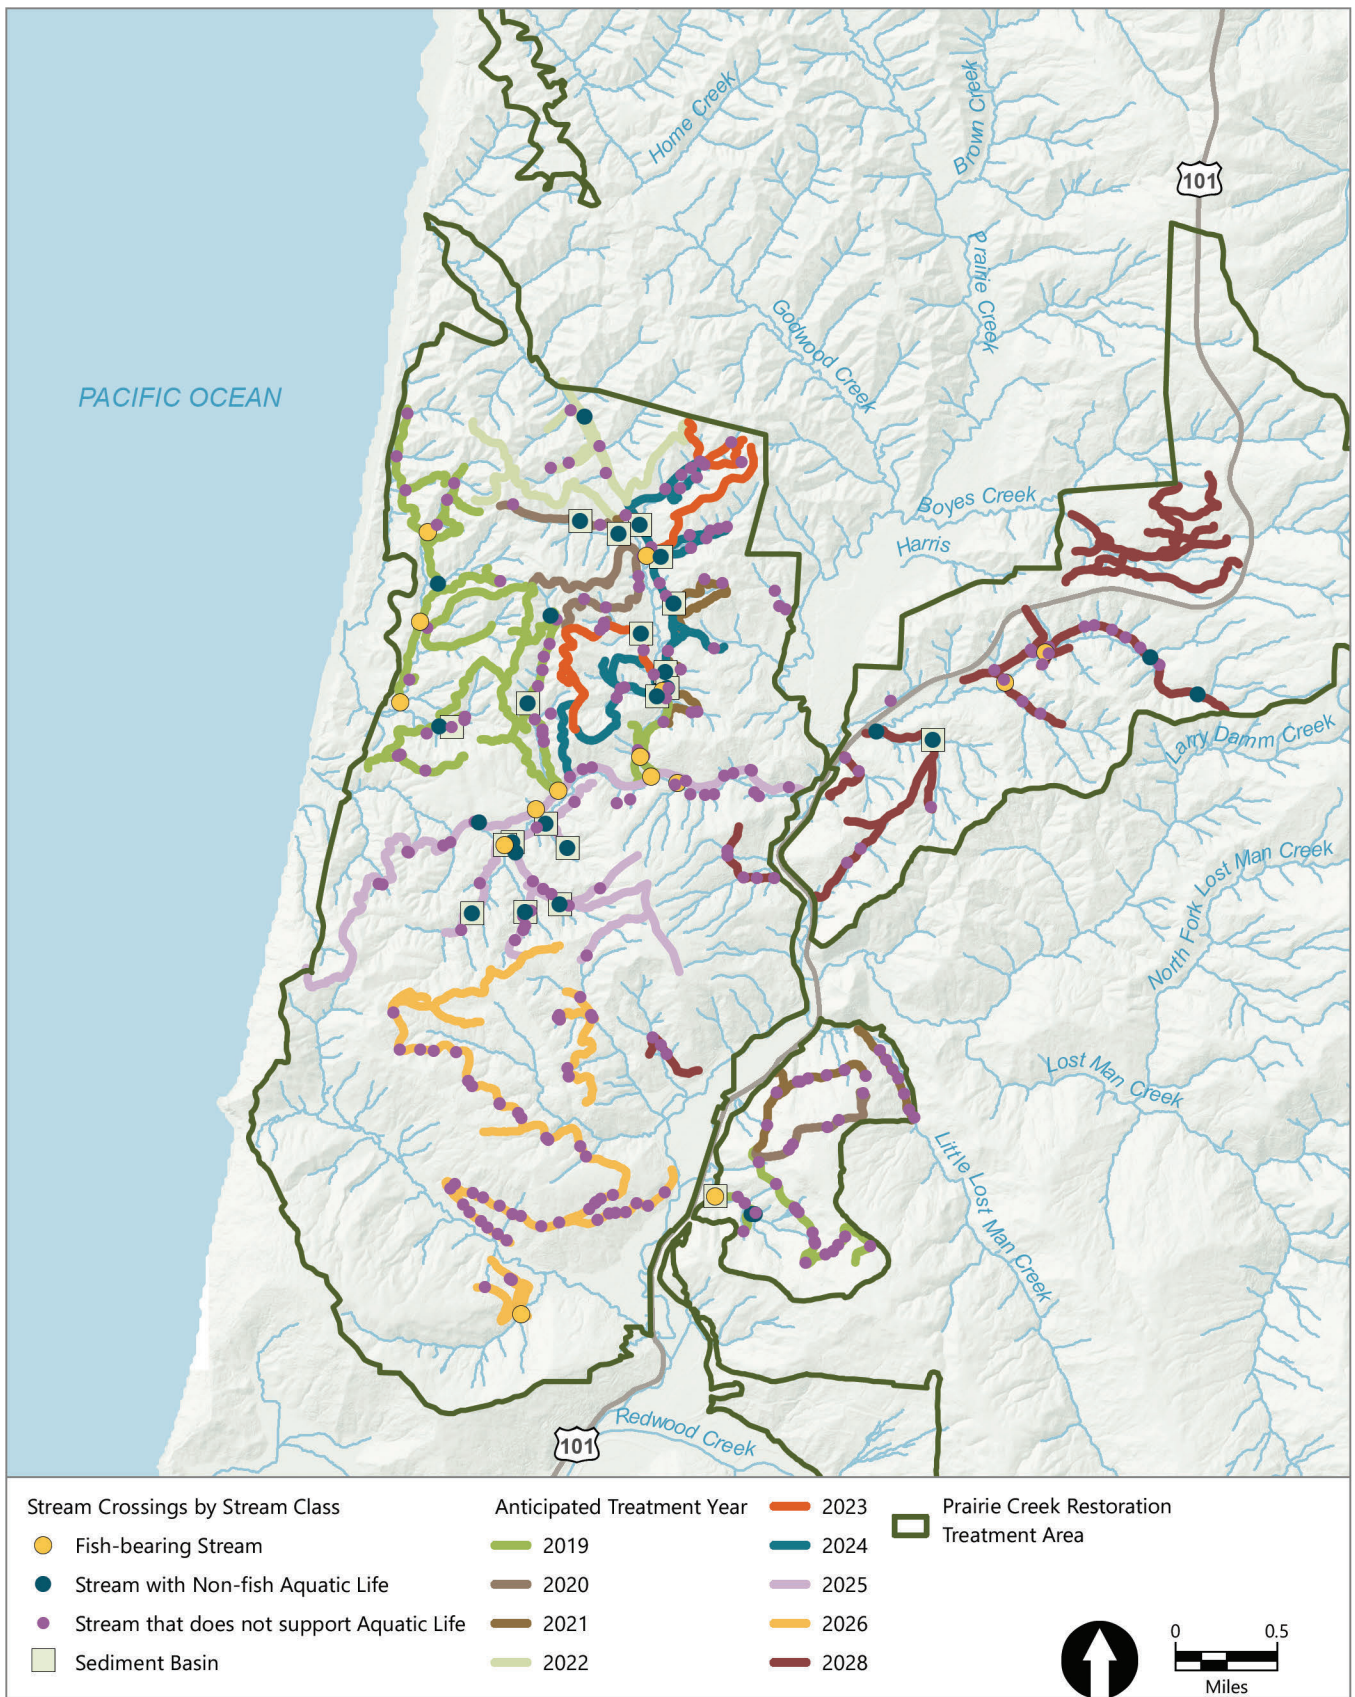 Home Creek
Brown Creek
101
Prairie Creek
Godwood Creek
PACIFIC OCEAN
Boyes Creek
Harris
Larry Damm Creek
North Fork Lost Man Creek
Lost Man Creek
Little Lost Man Creek
Redwood Creek
101
Stream Crossings by Stream Class
Fish-bearing Stream
Stream with Non-fish Aquatic Life
Stream that does not support Aquatic Life
Sediment Basin
Anticipated Treatment Year
2019
2020
2021
2022
2023
2024
2025
2026
2028
Prairie Creek Restoration
Treatment Area
0 0.5
Miles